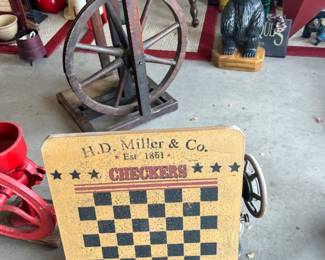 H.D. Miller & Co.
Est 1861
CHECKERS